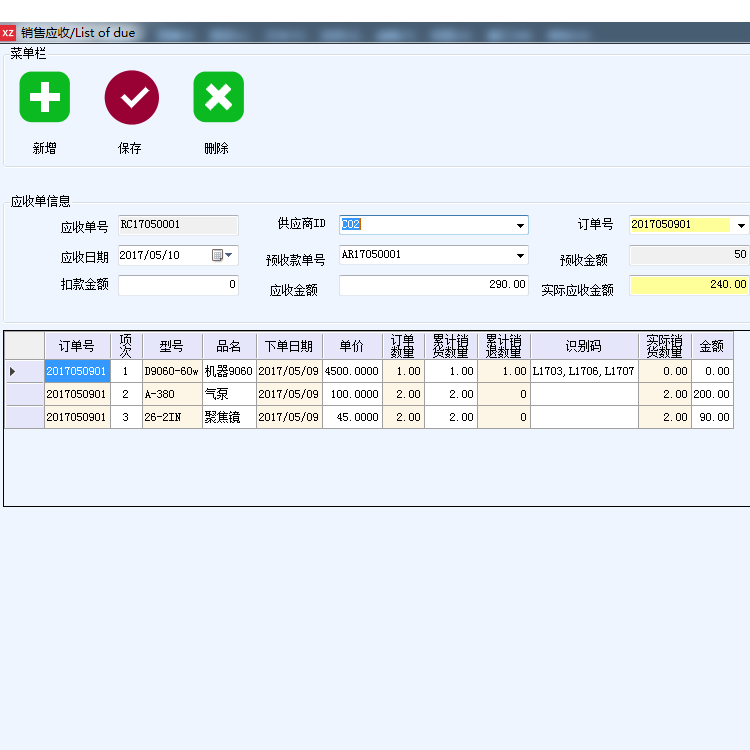 XZ 销售应收/List of due
菜单栏
新增 保存 删除
应收单信息
应收单号 RC17050001 供应商ID C02 订单号 2017050901
应收日期 2017/05/10 预收款单号 AR17050001 预收金额 50
扣款金额 0 应收金额 290.00 实际应收金额 240.00
订单号 项次 型号 品名 下单日期 单价 订单数量 累计销货数量 累计销退数量 识别码 实际销货数量 金额
2017050901 1 D9060-60w 机器9060 2017/05/09 4500.0000 1.00 1.00 1.00 L1703, L1706, L1707 0.00 0.00
2017050901 2 A-380 气泵 2017/05/09 100.0000 2.00 2.00 0 2.00 200.00
2017050901 3 26-2IN 聚焦镜 2017/05/09 45.0000 2.00 2.00 0 2.00 90.00